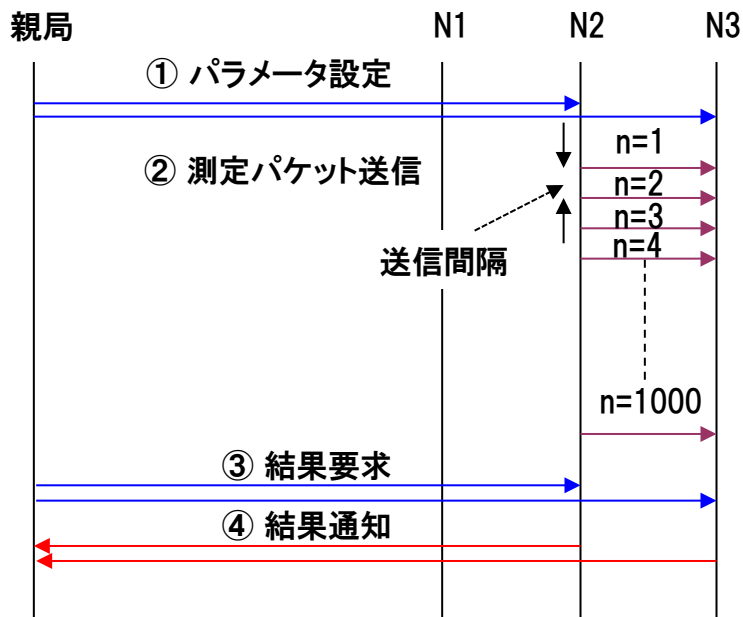 親局 N1 N2 N3
① パラメータ設定
n=1
② 測定パケット送信
n=2
n=3
n=4
送信間隔
n=1000
③ 結果要求
④ 結果通知